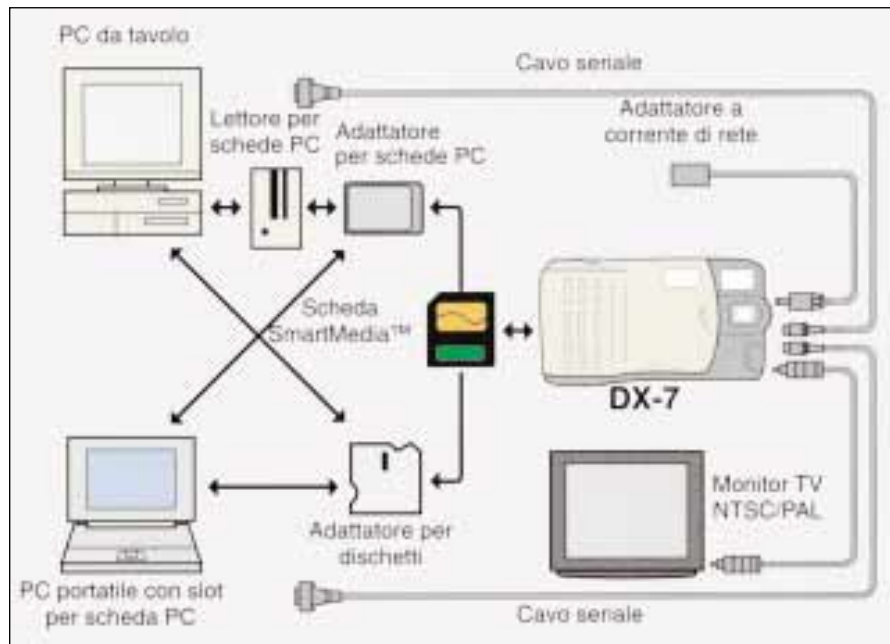 PC da tavolo
Cavo seriale
Lettore per
schede PC
Adattatore
per schede PC
Adattatore a
corrente di rete
Scheda
SmartMedia™
DX-7
Monitor TV
NTSC/PAL
Adattatore per
dischetti
PC portatile con slot
per scheda PC
Cavo seriale